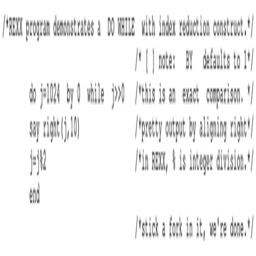 /*REXX program demonstrates a DO WHILE with index reduction construct.*/
/* [↓] note: BY defaults to 1*/
do j=1024 by 0 while j>>0 /*this is an exact comparison. */
say right(j,10) /*pretty output by aligning right*/
j=j%2 /*in REXX, % is integer division.*/
end
/*stick a fork in it, we're done.*/